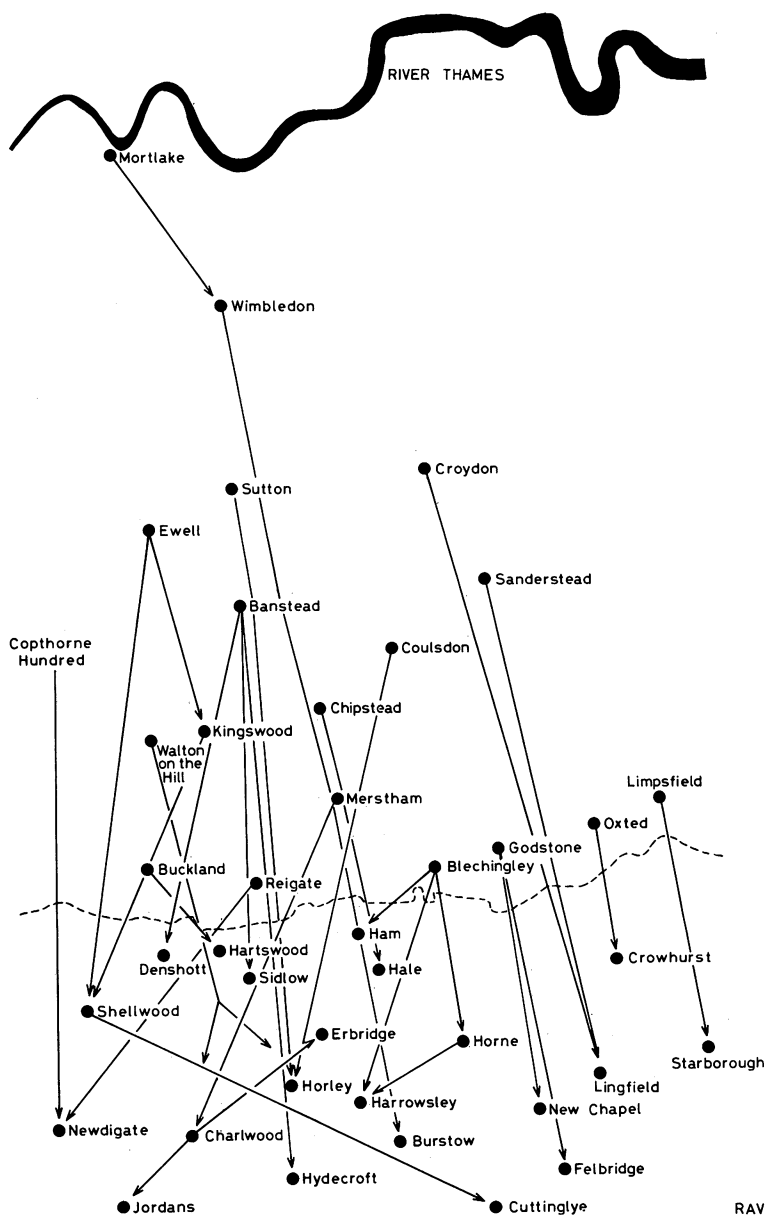 RIVER THAMES
Mortlake
Wimbledon
Croydon
Sutton
Ewell
Sanderstead
Banstead
Copthorne
Hundred
Coulsdon
Chipstead
Kingswood
Walton
on the
Hill
Limpsfield
Merstham
Oxted
Godstone
Blechingley
Buckland
Reigate
Ham
Hartswood
Crowhurst
Denshott
Hale
Sidlow
Shellwood
Erbridge
Horne
Starborough
Horley
Lingfield
Harrowsley
New Chapel
Newdigate
Charlwood
Burstow
Felbridge
Hydecroft
Jordans
Cuttinglye
RAV